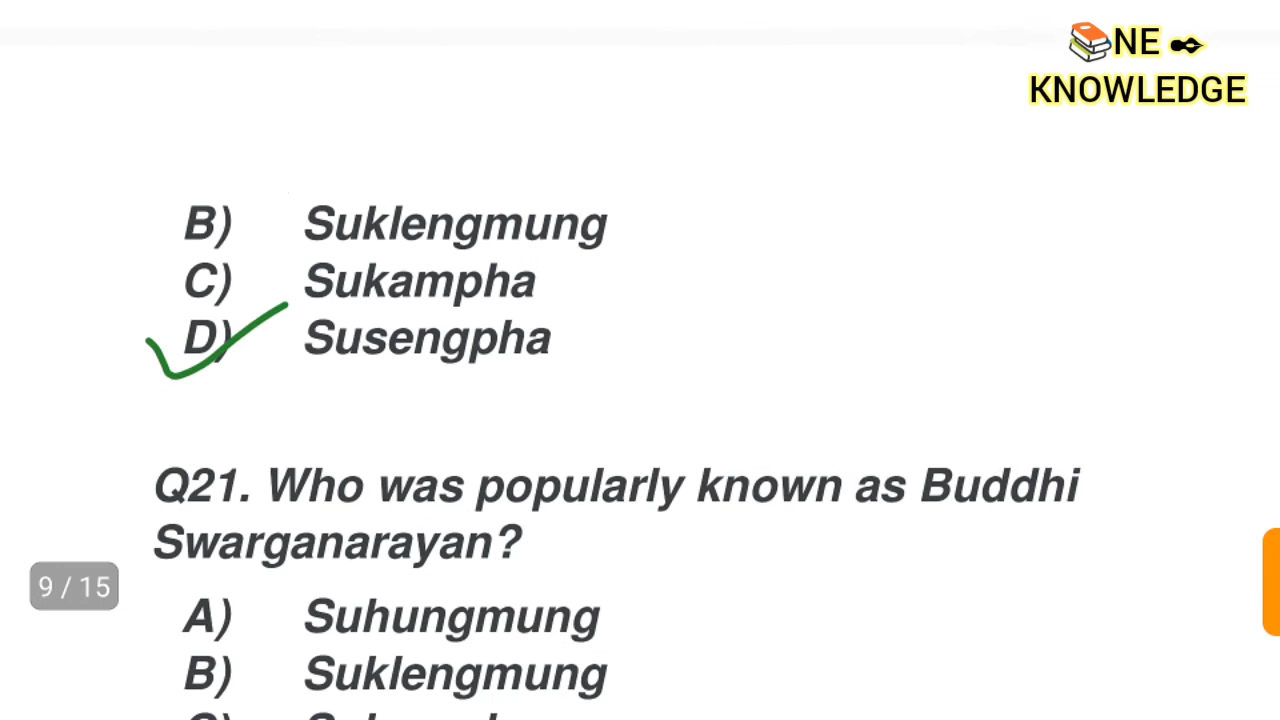 📚NE ✒
KNOWLEDGE
B) Suklengmung
C) Sukampha
D) Susengpha
Q21. Who was popularly known as Buddhi
Swarganarayan?
9 / 15
A) Suhungmung
B) Suklengmung